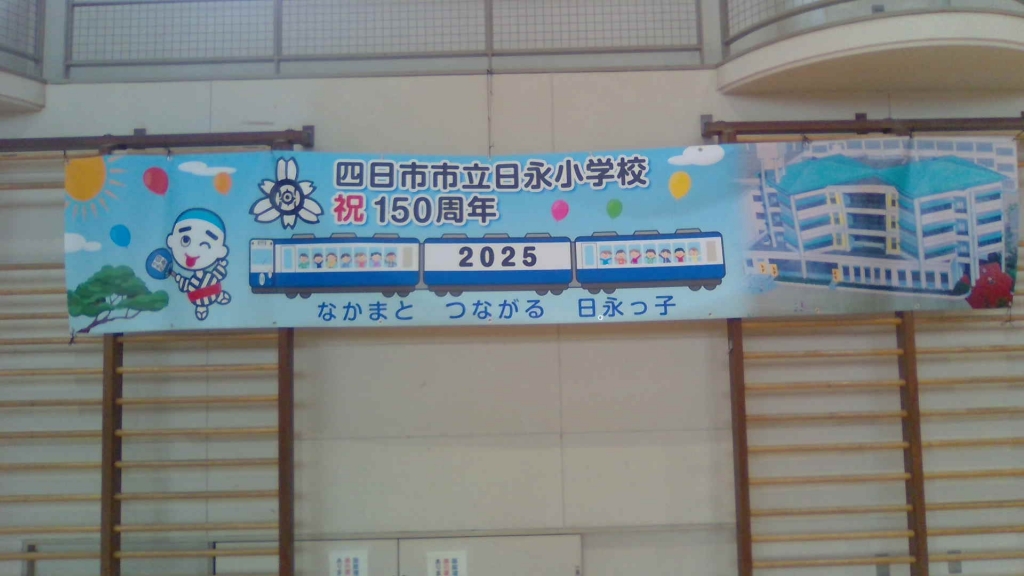 四日市市立日永小学校
祝 150周年
2025
なかまと つながる 日永っ子